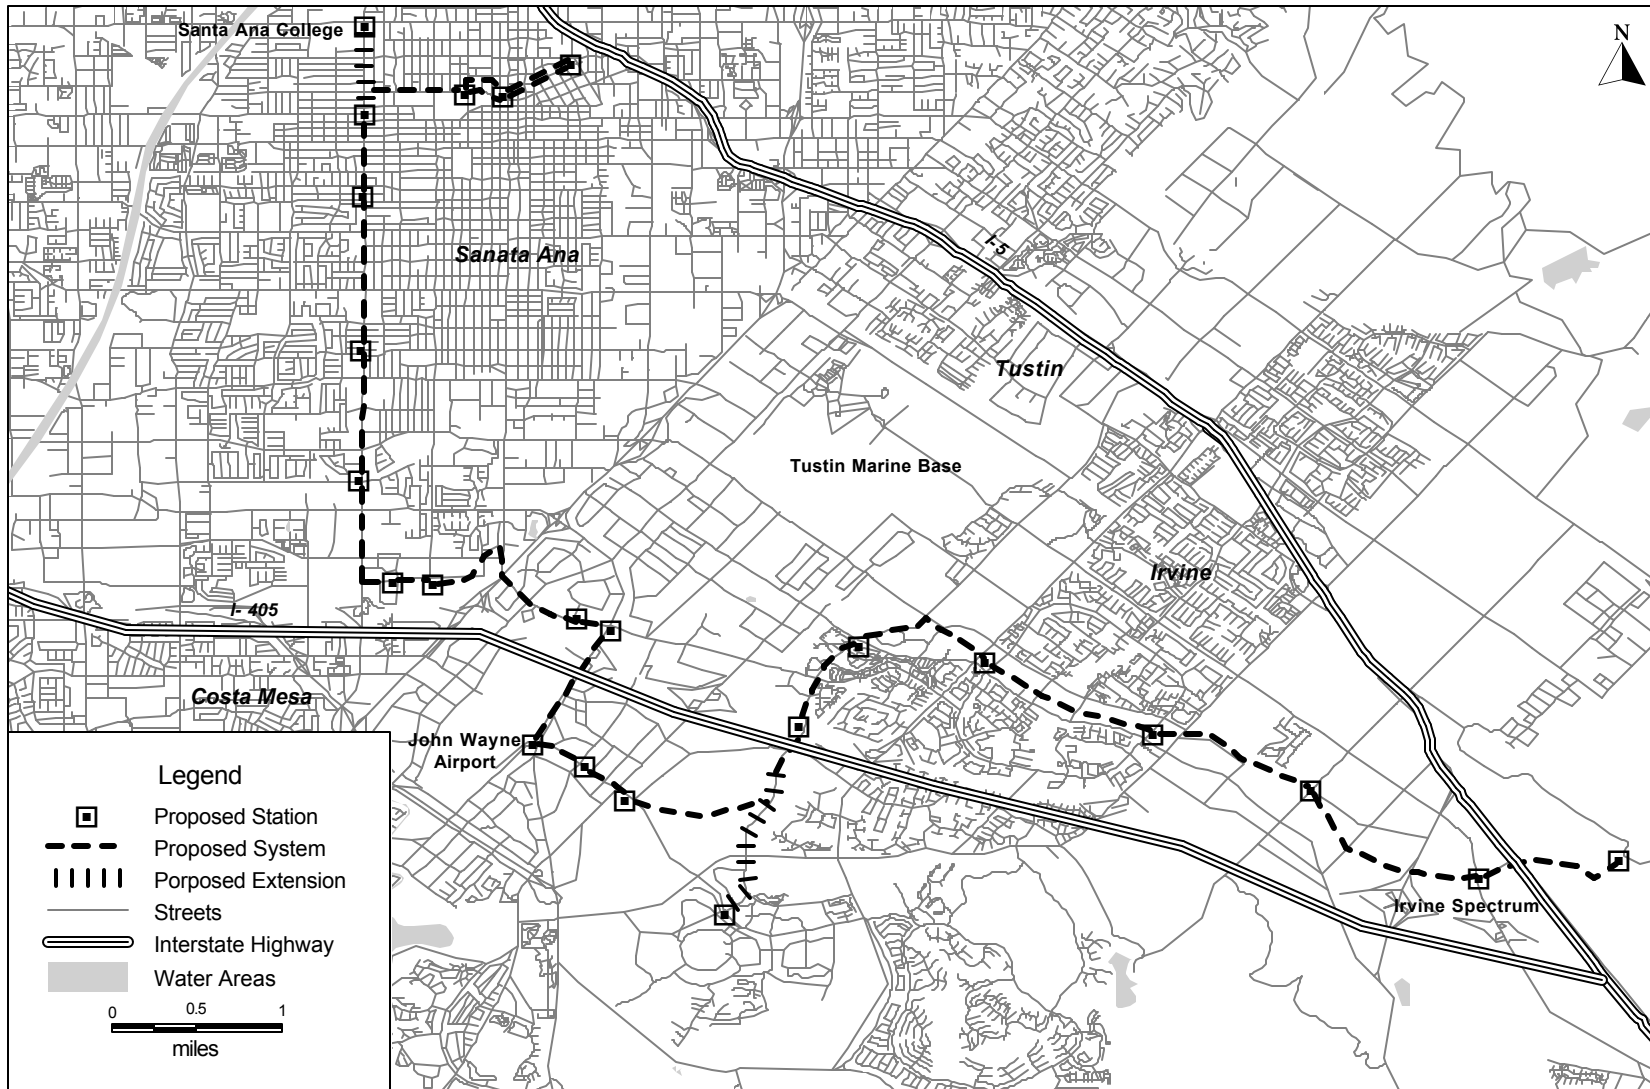 Santa Ana College
N
Sanata Ana
I-5
Tustin
Tustin Marine Base
Irvine
I- 405
Costa Mesa
John Wayne
Airport
Irvine Spectrum
Legend
Proposed Station
Proposed System
Porposed Extension
Streets
Interstate Highway
Water Areas
0 0.5 1
miles